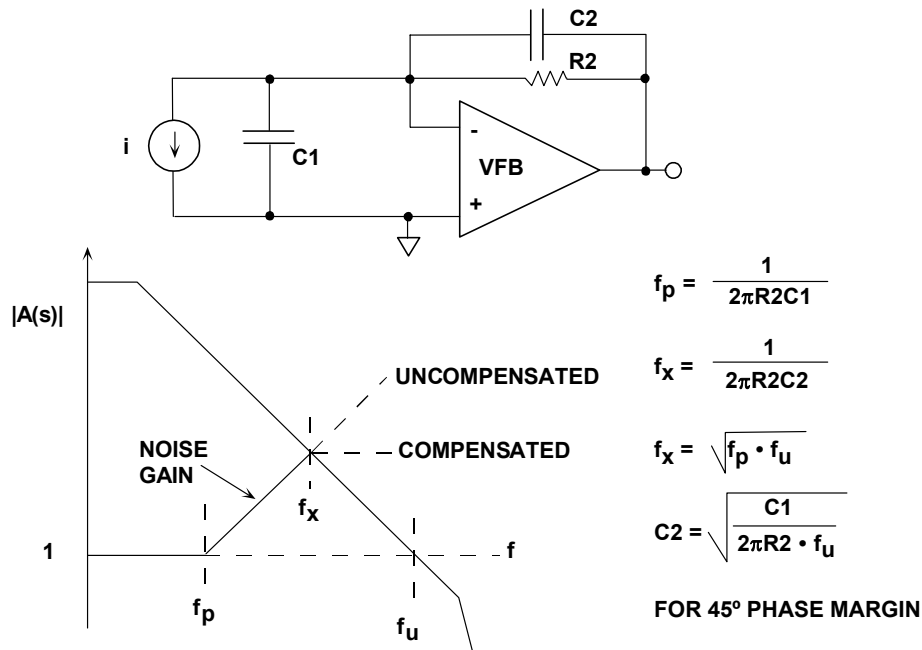 C2
R2
i
C1
-
VFB
+
|A(s)|
UNCOMPENSATED
NOISE
GAIN
COMPENSATED
fx
1
f
fp
fu
fp = 1
2πR2C1
fx = 1
2πR2C2
fx = √fp • fu
C2 = √C1
2πR2 • fu
FOR 45º PHASE MARGIN